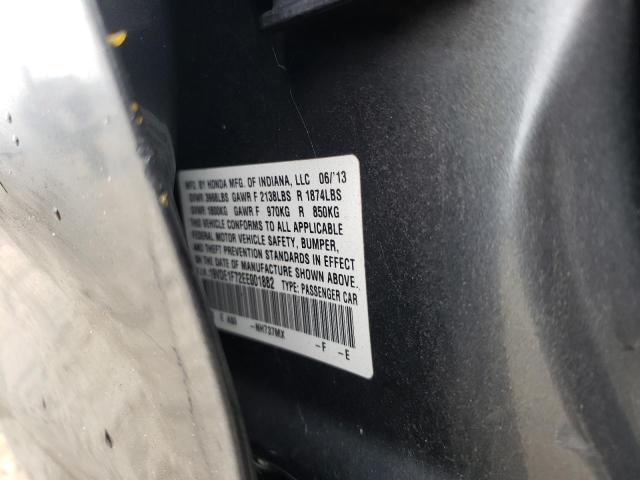 MFD. BY HONDA MFG. OF INDIANA, LLC 06/'13
GVWR 3968LBS GAWR F 2138LBS R 1874LBS
GVWR 1800KG GAWR F 970KG R 850KG
THIS VEHICLE CONFORMS TO ALL APPLICABLE
FEDERAL MOTOR VEHICLE SAFETY, BUMPER,
AND THEFT PREVENTION STANDARDS IN EFFECT
ON THE DATE OF MANUFACTURE SHOWN ABOVE.
TYPE: PASSENGER CAR
NH737MX -F -E